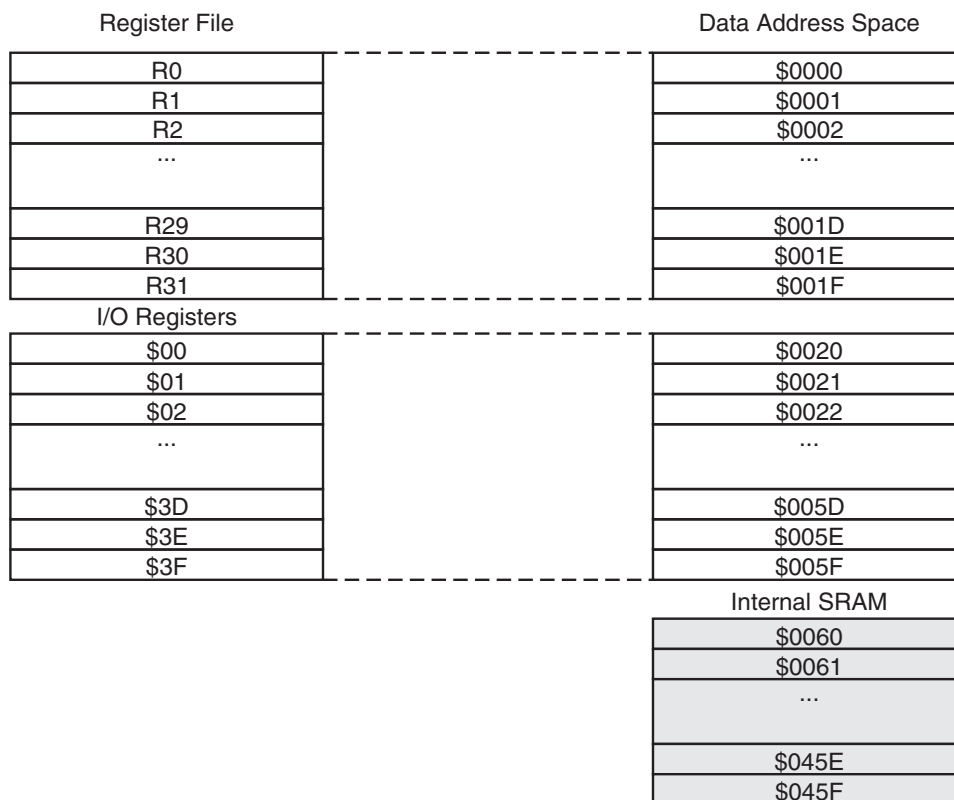 Register File Data Address Space
R0 $0000
R1 $0001
R2 $0002
... ...
R29 $001D
R30 $001E
R31 $001F
I/O Registers
$00 $0020
$01 $0021
$02 $0022
... ...
$3D $005D
$3E $005E
$3F $005F
Internal SRAM
$0060
$0061
...
$045E
$045F